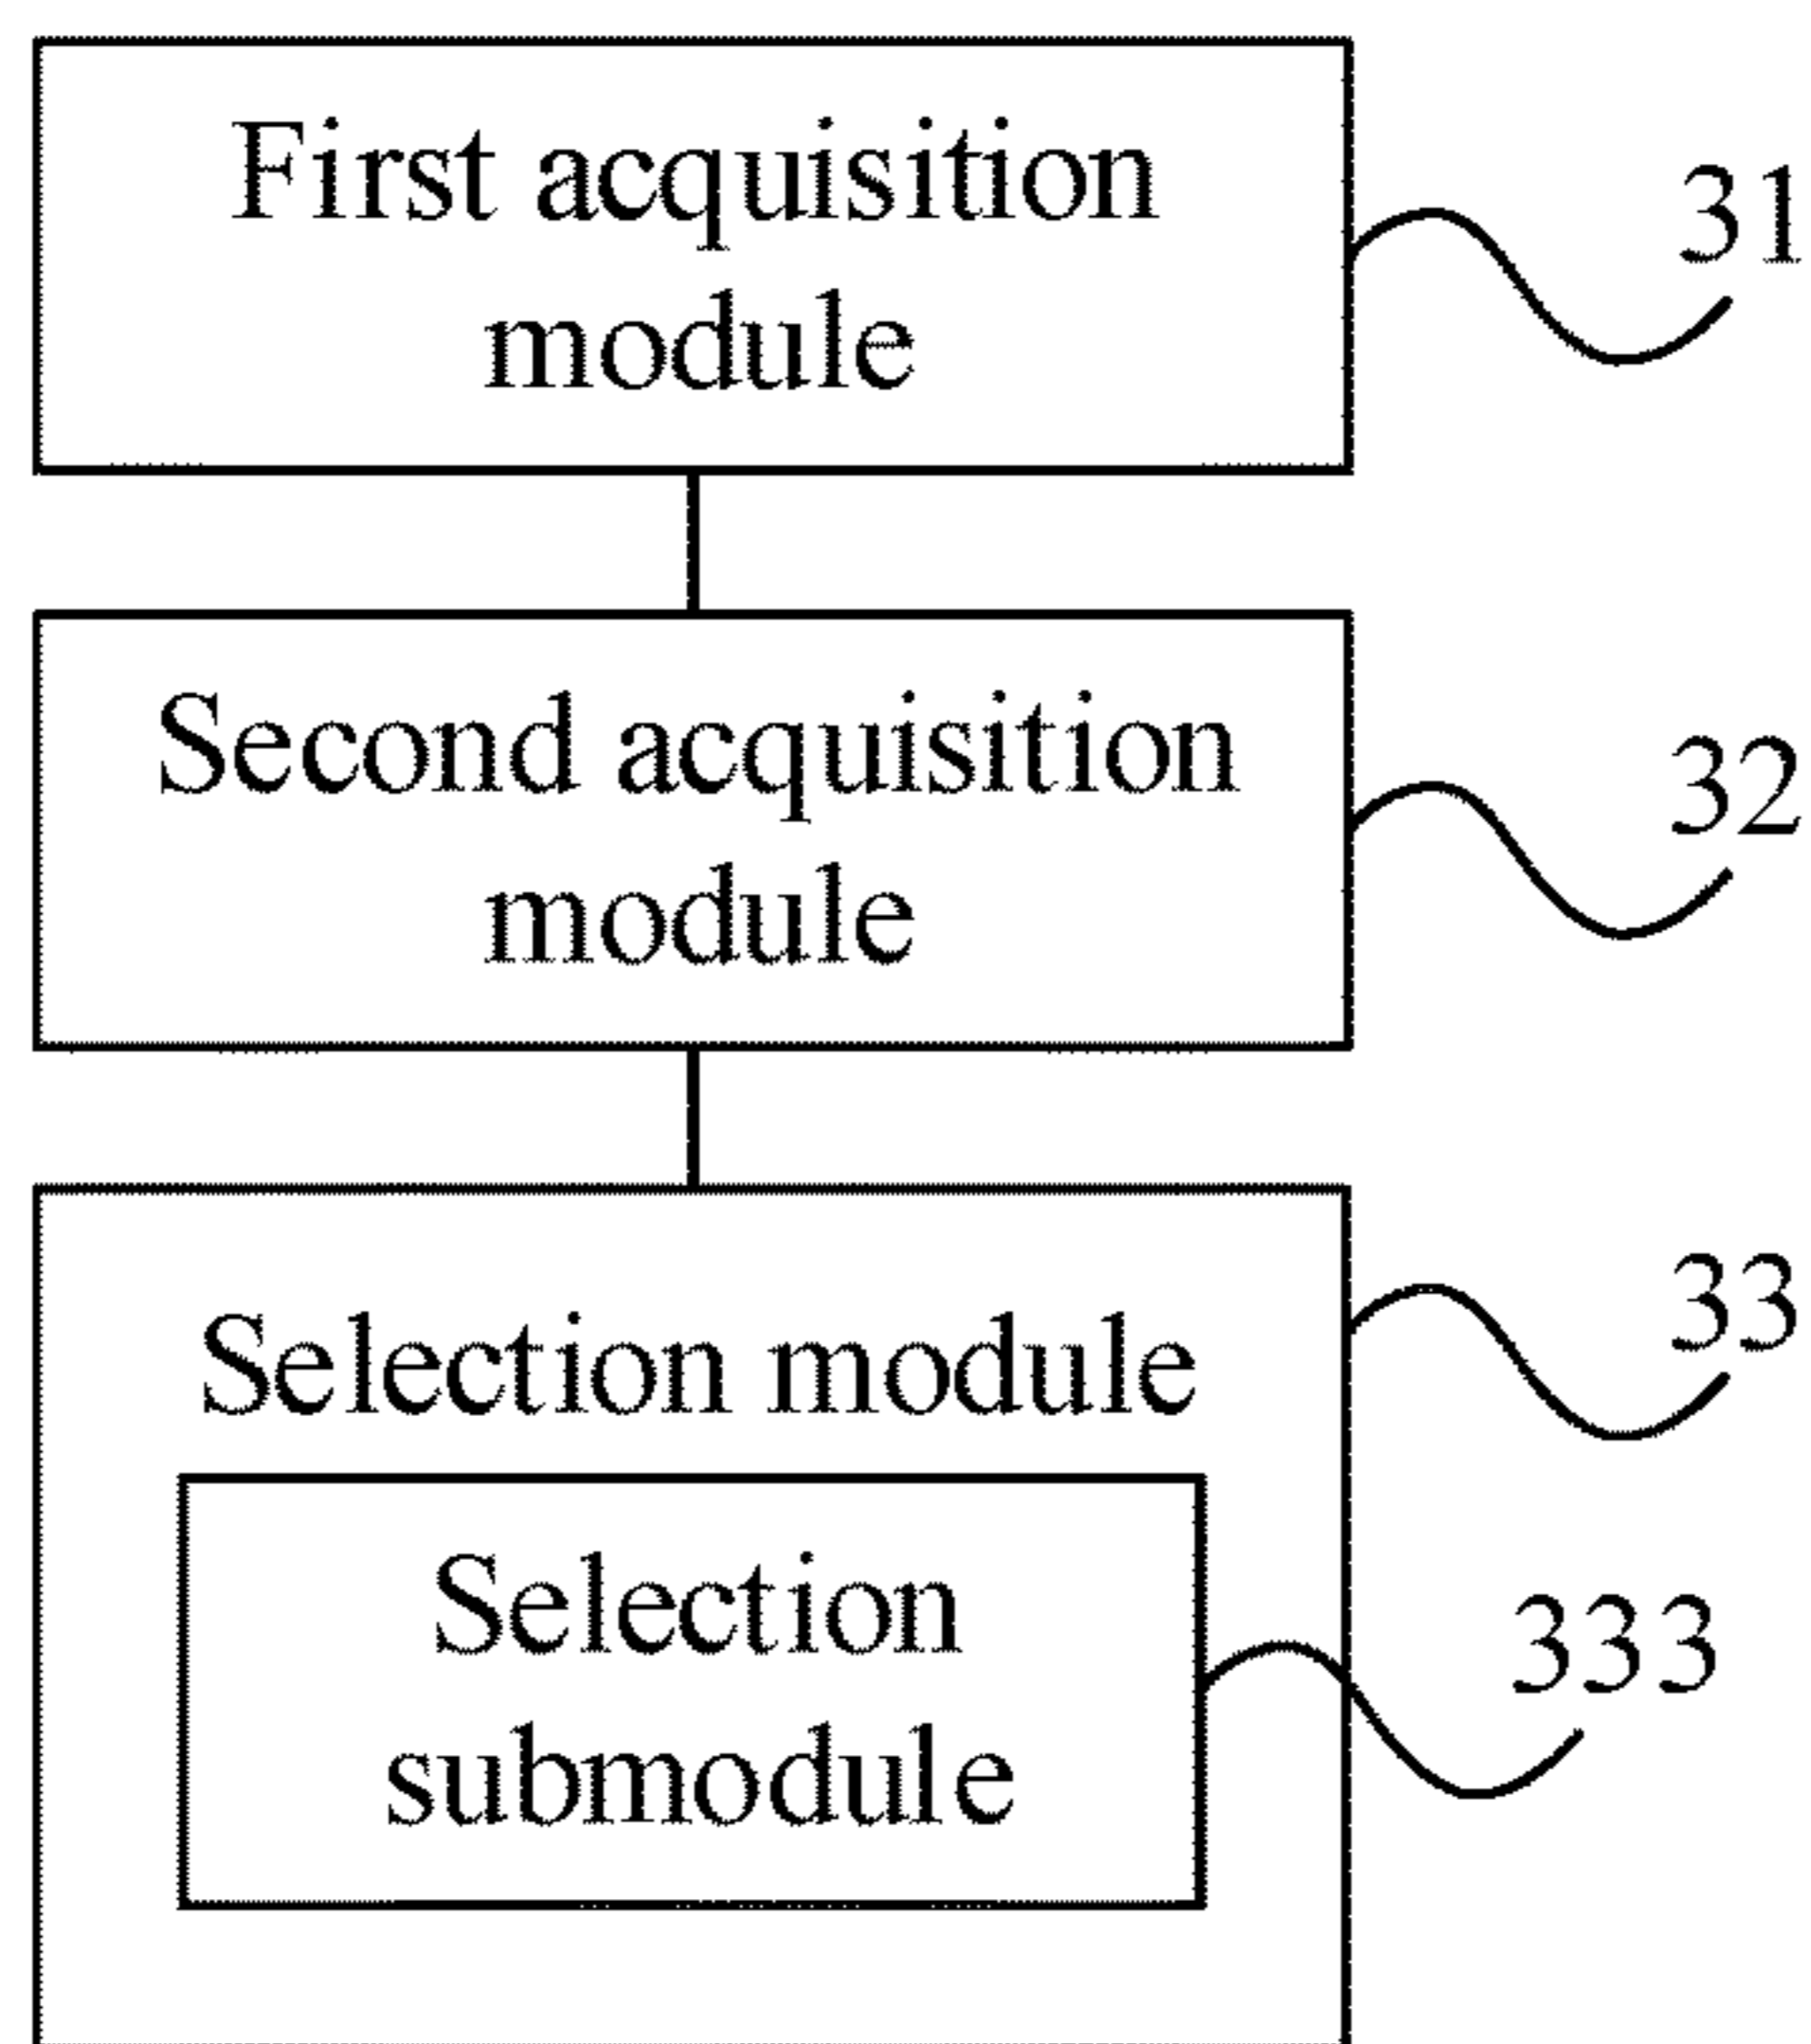 First acquisition
module
31
Second acquisition
module
32
Selection module
33
Selection
submodule
333